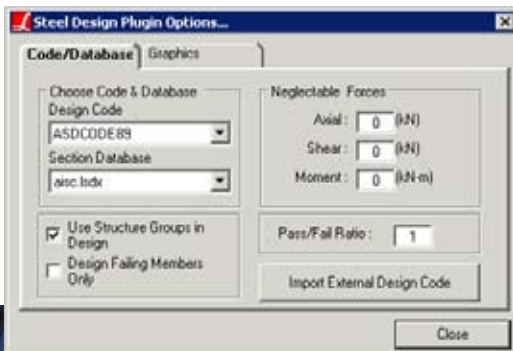 Steel Design Plugin Options...
Code/Database
Graphics
Choose Code & Database
Design Code
ASDCODE89
Section Database
aisc.lsdx
Use Structure Groups in
Design
Design Failing Members
Only
Neglectable Forces
Axial : 0 (kN)
Shear : 0 (kN)
Moment : 0 (kN-m)
Pass/Fail Ratio : 1
Import External Design Code
Close